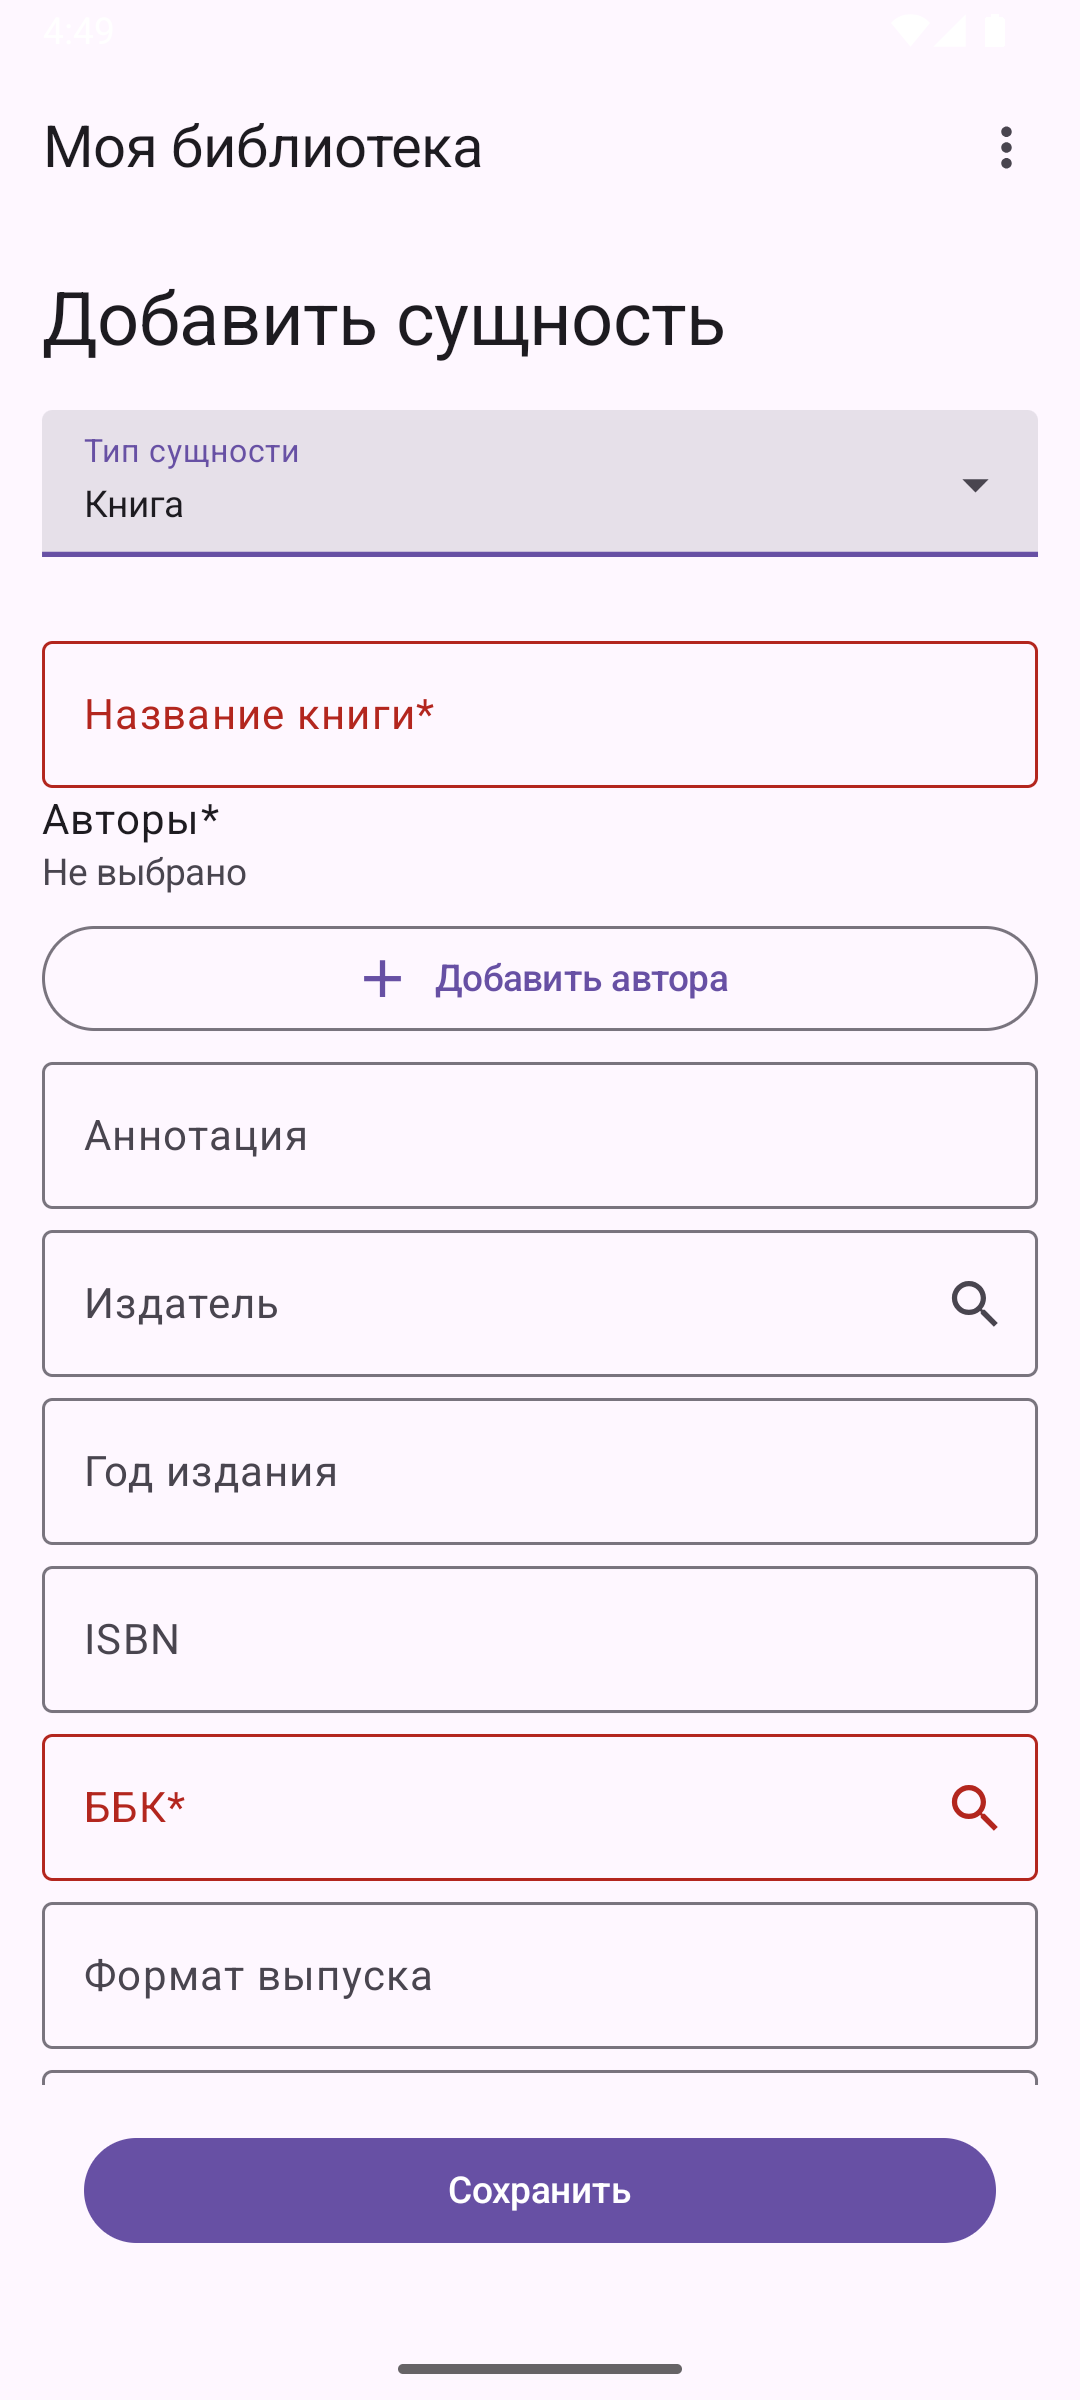 4:49
Моя библиотека
Добавить сущность
Тип сущности
Книга
Название книги*
Авторы*
Не выбрано
Добавить автора
Аннотация
Издатель
Год издания
ISBN
ББК*
Формат выпуска
Сохранить